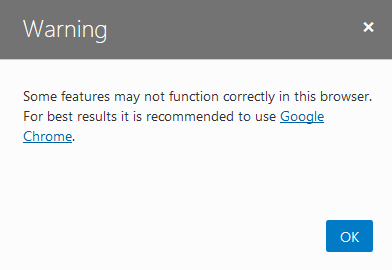 Warning
Some features may not function correctly in this browser.
For best results it is recommended to use Google
Chrome.
OK